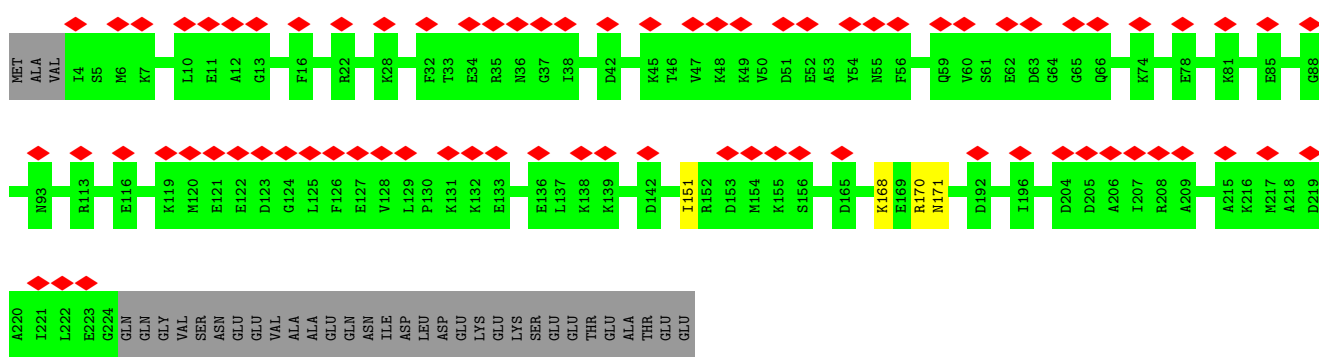 MET ALA VAL I4 S5 M6 K7 L10 E11 A12 G13 F16 R22 K28 F32 T33 E34 R35 N36 G37 I38 D42 K45 T46 V47 K48 K49 V50 D51 E52 A53 Y54 N55 F56 Q59 V60 S61 E62 D63 G64 G65 Q66 K74 E78 K81 E85 G88
N93 R113 E116 K119 M120 E121 E122 D123 G124 L125 F126 E127 V128 L129 P130 K131 K132 E133 E136 L137 K138 K139 D142 I151 R152 D153 M154 K155 S156 D165 K168 E169 R170 N171 D192 I196 D204 D205 A206 I207 R208 A209 A215 K216 M217 A218 D219
A220 I221 L222 E223 G224 GLN GLN GLY VAL SER ASN GLU GLU VAL ALA ALA GLU GLN ASN ILE ASP LEU ASP GLU LYS GLU LYS SER GLU GLU THR GLU ALA THR GLU GLU